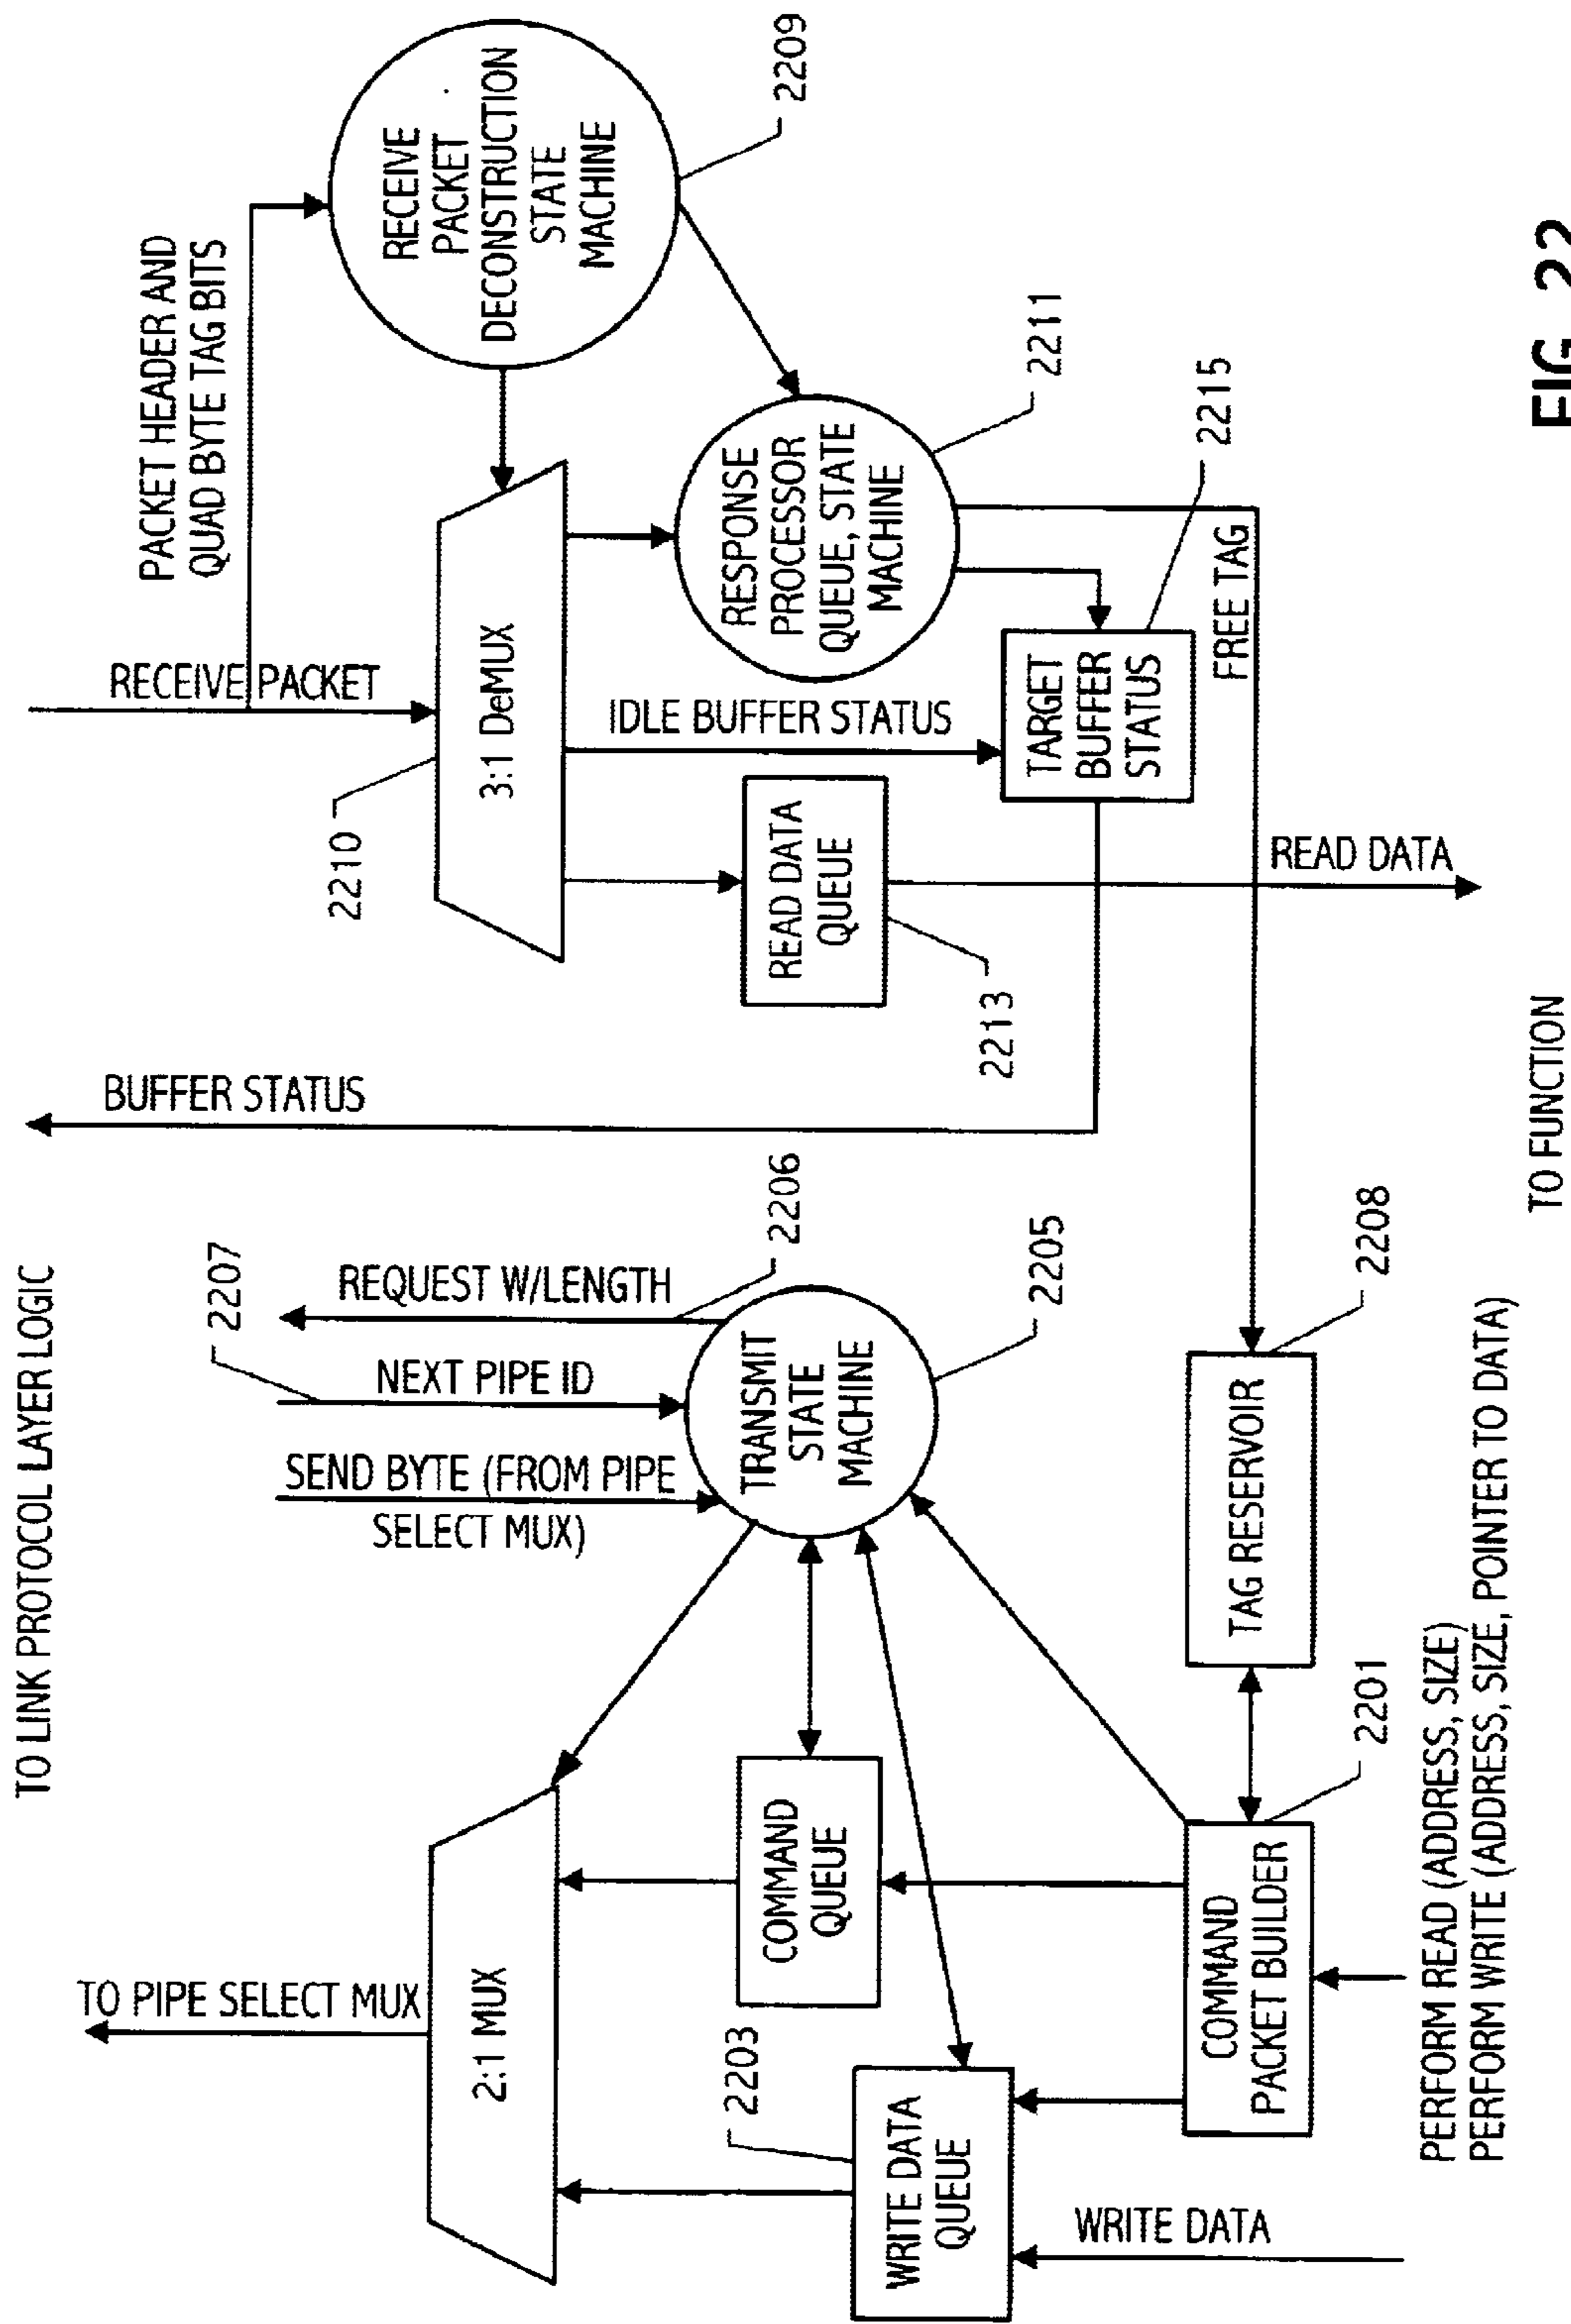 TO LINK PROTOCOL LAYER LOGIC
TO PIPE SELECT MUX
2:1 MUX
2203
WRITE DATA
QUEUE
WRITE DATA
COMMAND
QUEUE
COMMAND
PACKET BUILDER
2201
PERFORM READ (ADDRESS, SIZE)
PERFORM WRITE (ADDRESS, SIZE, POINTER TO DATA)
TAG RESERVOIR
2208
SEND BYTE (FROM PIPE
SELECT MUX)
NEXT PIPE ID
2207
REQUEST W/LENGTH
2206
TRANSMIT
STATE
MACHINE
2205
BUFFER STATUS
RECEIVE PACKET
PACKET HEADER AND
QUAD BYTE TAG BITS
2210
3:1 DeMUX
RECEIVE
PACKET
DECONSTRUCTION
STATE
MACHINE
2209
READ DATA
QUEUE
2213
IDLE BUFFER STATUS
RESPONSE
PROCESSOR
QUEUE, STATE
MACHINE
2211
TARGET
BUFFER
STATUS
2215
FREE TAG
READ DATA
TO FUNCTION
FIG. 22